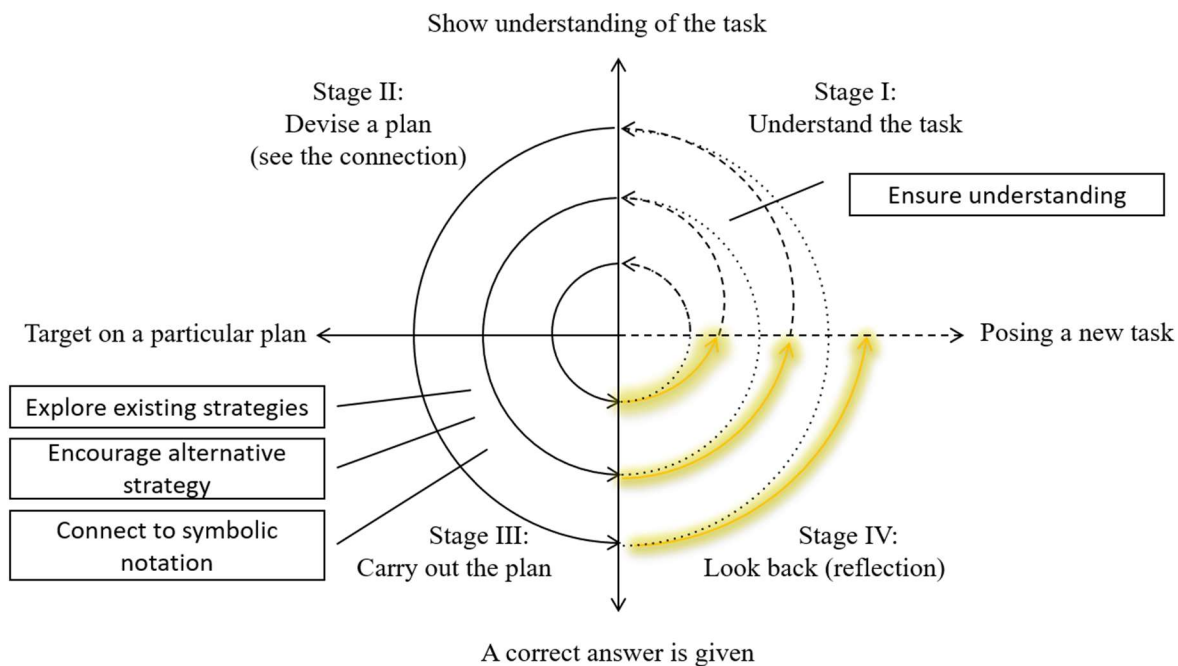 Show understanding of the task
Stage II:
Devise a plan
(see the connection)
Stage I:
Understand the task
Ensure understanding
Target on a particular plan
Posing a new task
Explore existing strategies
Encourage alternative
strategy
Connect to symbolic
notation
Stage III:
Carry out the plan
Stage IV:
Look back (reflection)
A correct answer is given